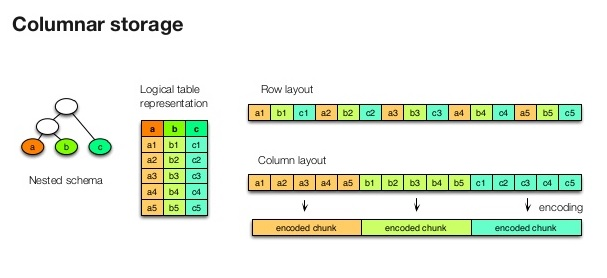 Columnar storage
Logical table
representation
Nested schema
a b c
a b c
a1 b1 c1
a2 b2 c2
a3 b3 c3
a4 b4 o4
a5 b5 c5
Row layout
a1 b1 c1 a2 b2 c2 a3 b3 c3 a4 b4 o4 a5 b5 c5
Column layout
a1 a2 a3 a4 a5 b1 b2 b3 b4 b5 c1 c2 c3 o4 c5
encoding
encoded chunk encoded chunk encoded chunk